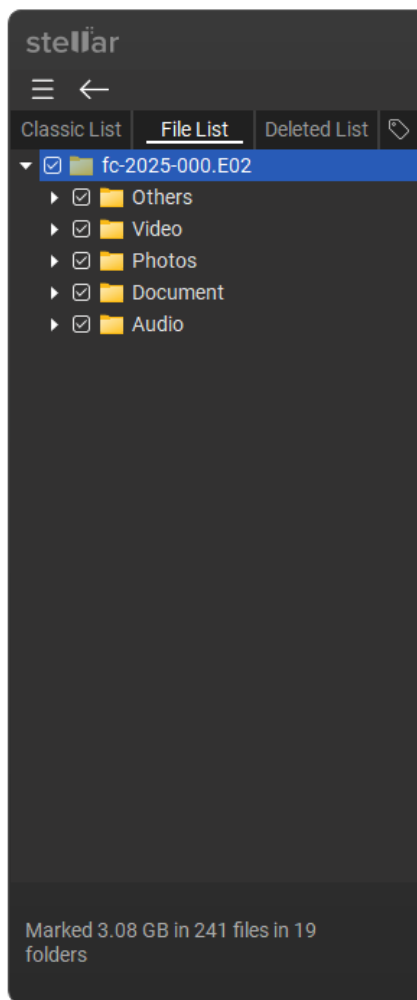 stellar
Classic List File List Deleted List
fc-2025-000.E02
Others
Video
Photos
Document
Audio
Marked 3.08 GB in 241 files in 19
folders